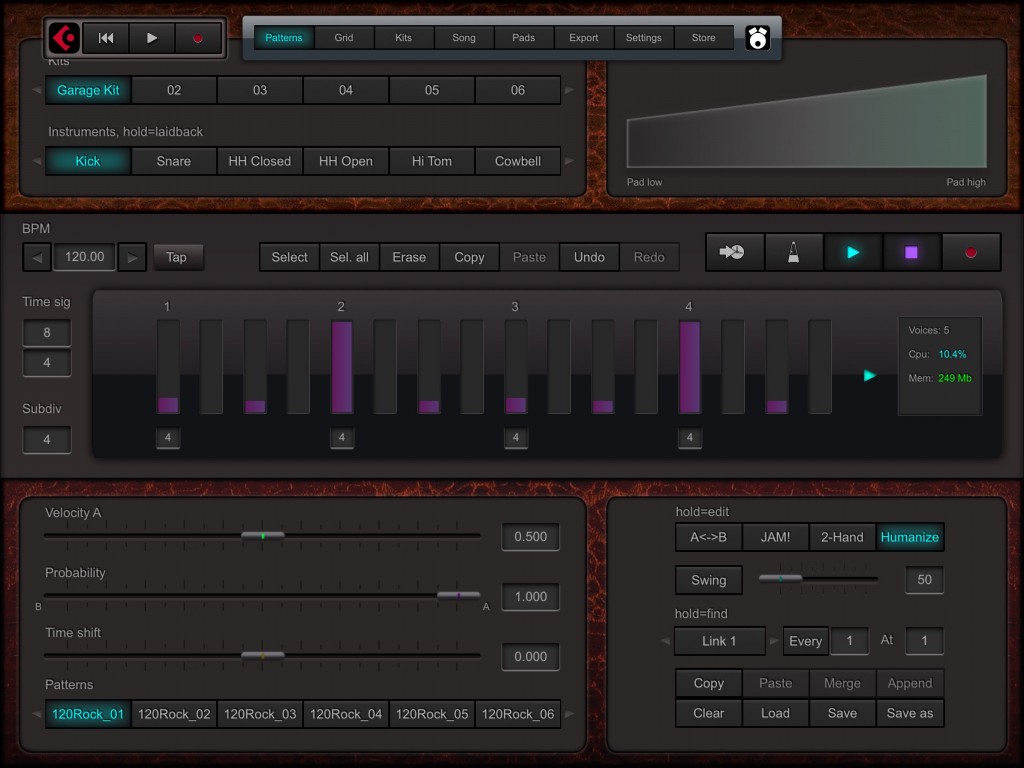 Patterns Grid Kits Song Pads Export Settings Store
Kits
Garage Kit 02 03 04 05 06
Instruments, hold=laidback
Kick Snare HH Closed HH Open Hi Tom Cowbell
Pad low Pad high
BPM
120.00 Tap
Select Sel. all Erase Copy Paste Undo Redo
Time sig
8
4
Subdiv
4
1 2 3 4
4 4 4 4
Voices: 5
Cpu: 10.4%
Mem: 249 Mb
Velocity A
0.500
Probability
B A 1.000
Time shift
0.000
Patterns
120Rock_01 120Rock_02 120Rock_03 120Rock_04 120Rock_05 120Rock_06
hold=edit
A<->B JAM! 2-Hand Humanize
Swing 50
hold=find
Link 1 Every 1 At 1
Copy Paste Merge Append
Clear Load Save Save as